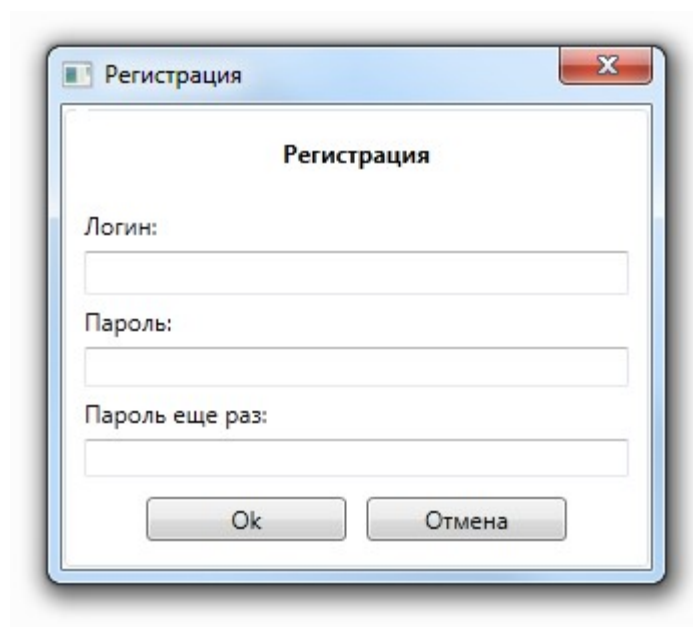 Регистрация
Регистрация
Логин:
Пароль:
Пароль еще раз:
Ok Отмена